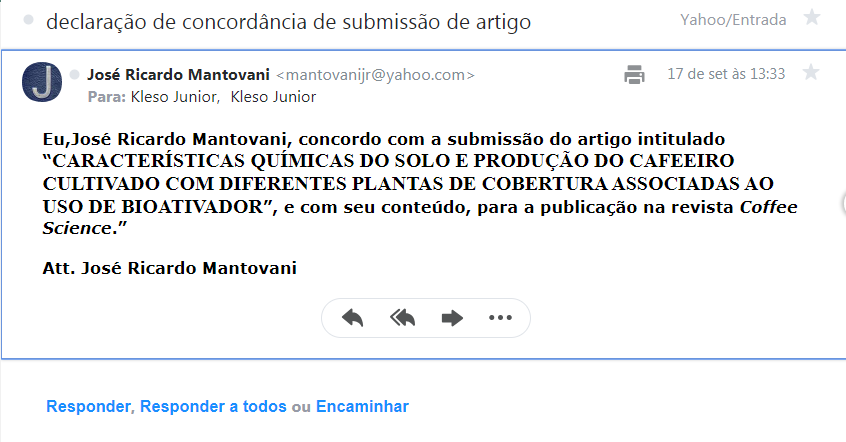 declaração de concordância de submissão de artigo Yahoo/Entrada
J José Ricardo Mantovani <mantovanijr@yahoo.com> 17 de set às 13:33
Para: Kleso Junior, Kleso Junior
Eu,José Ricardo Mantovani, concordo com a submissão do artigo intitulado
“CARACTERÍSTICAS QUÍMICAS DO SOLO E PRODUÇÃO DO CAFEEIRO
CULTIVADO COM DIFERENTES PLANTAS DE COBERTURA ASSOCIADAS AO
USO DE BIOATIVADOR”, e com seu conteúdo, para a publicação na revista Coffee
Science.”
Att. José Ricardo Mantovani
Responder, Responder a todos ou Encaminhar